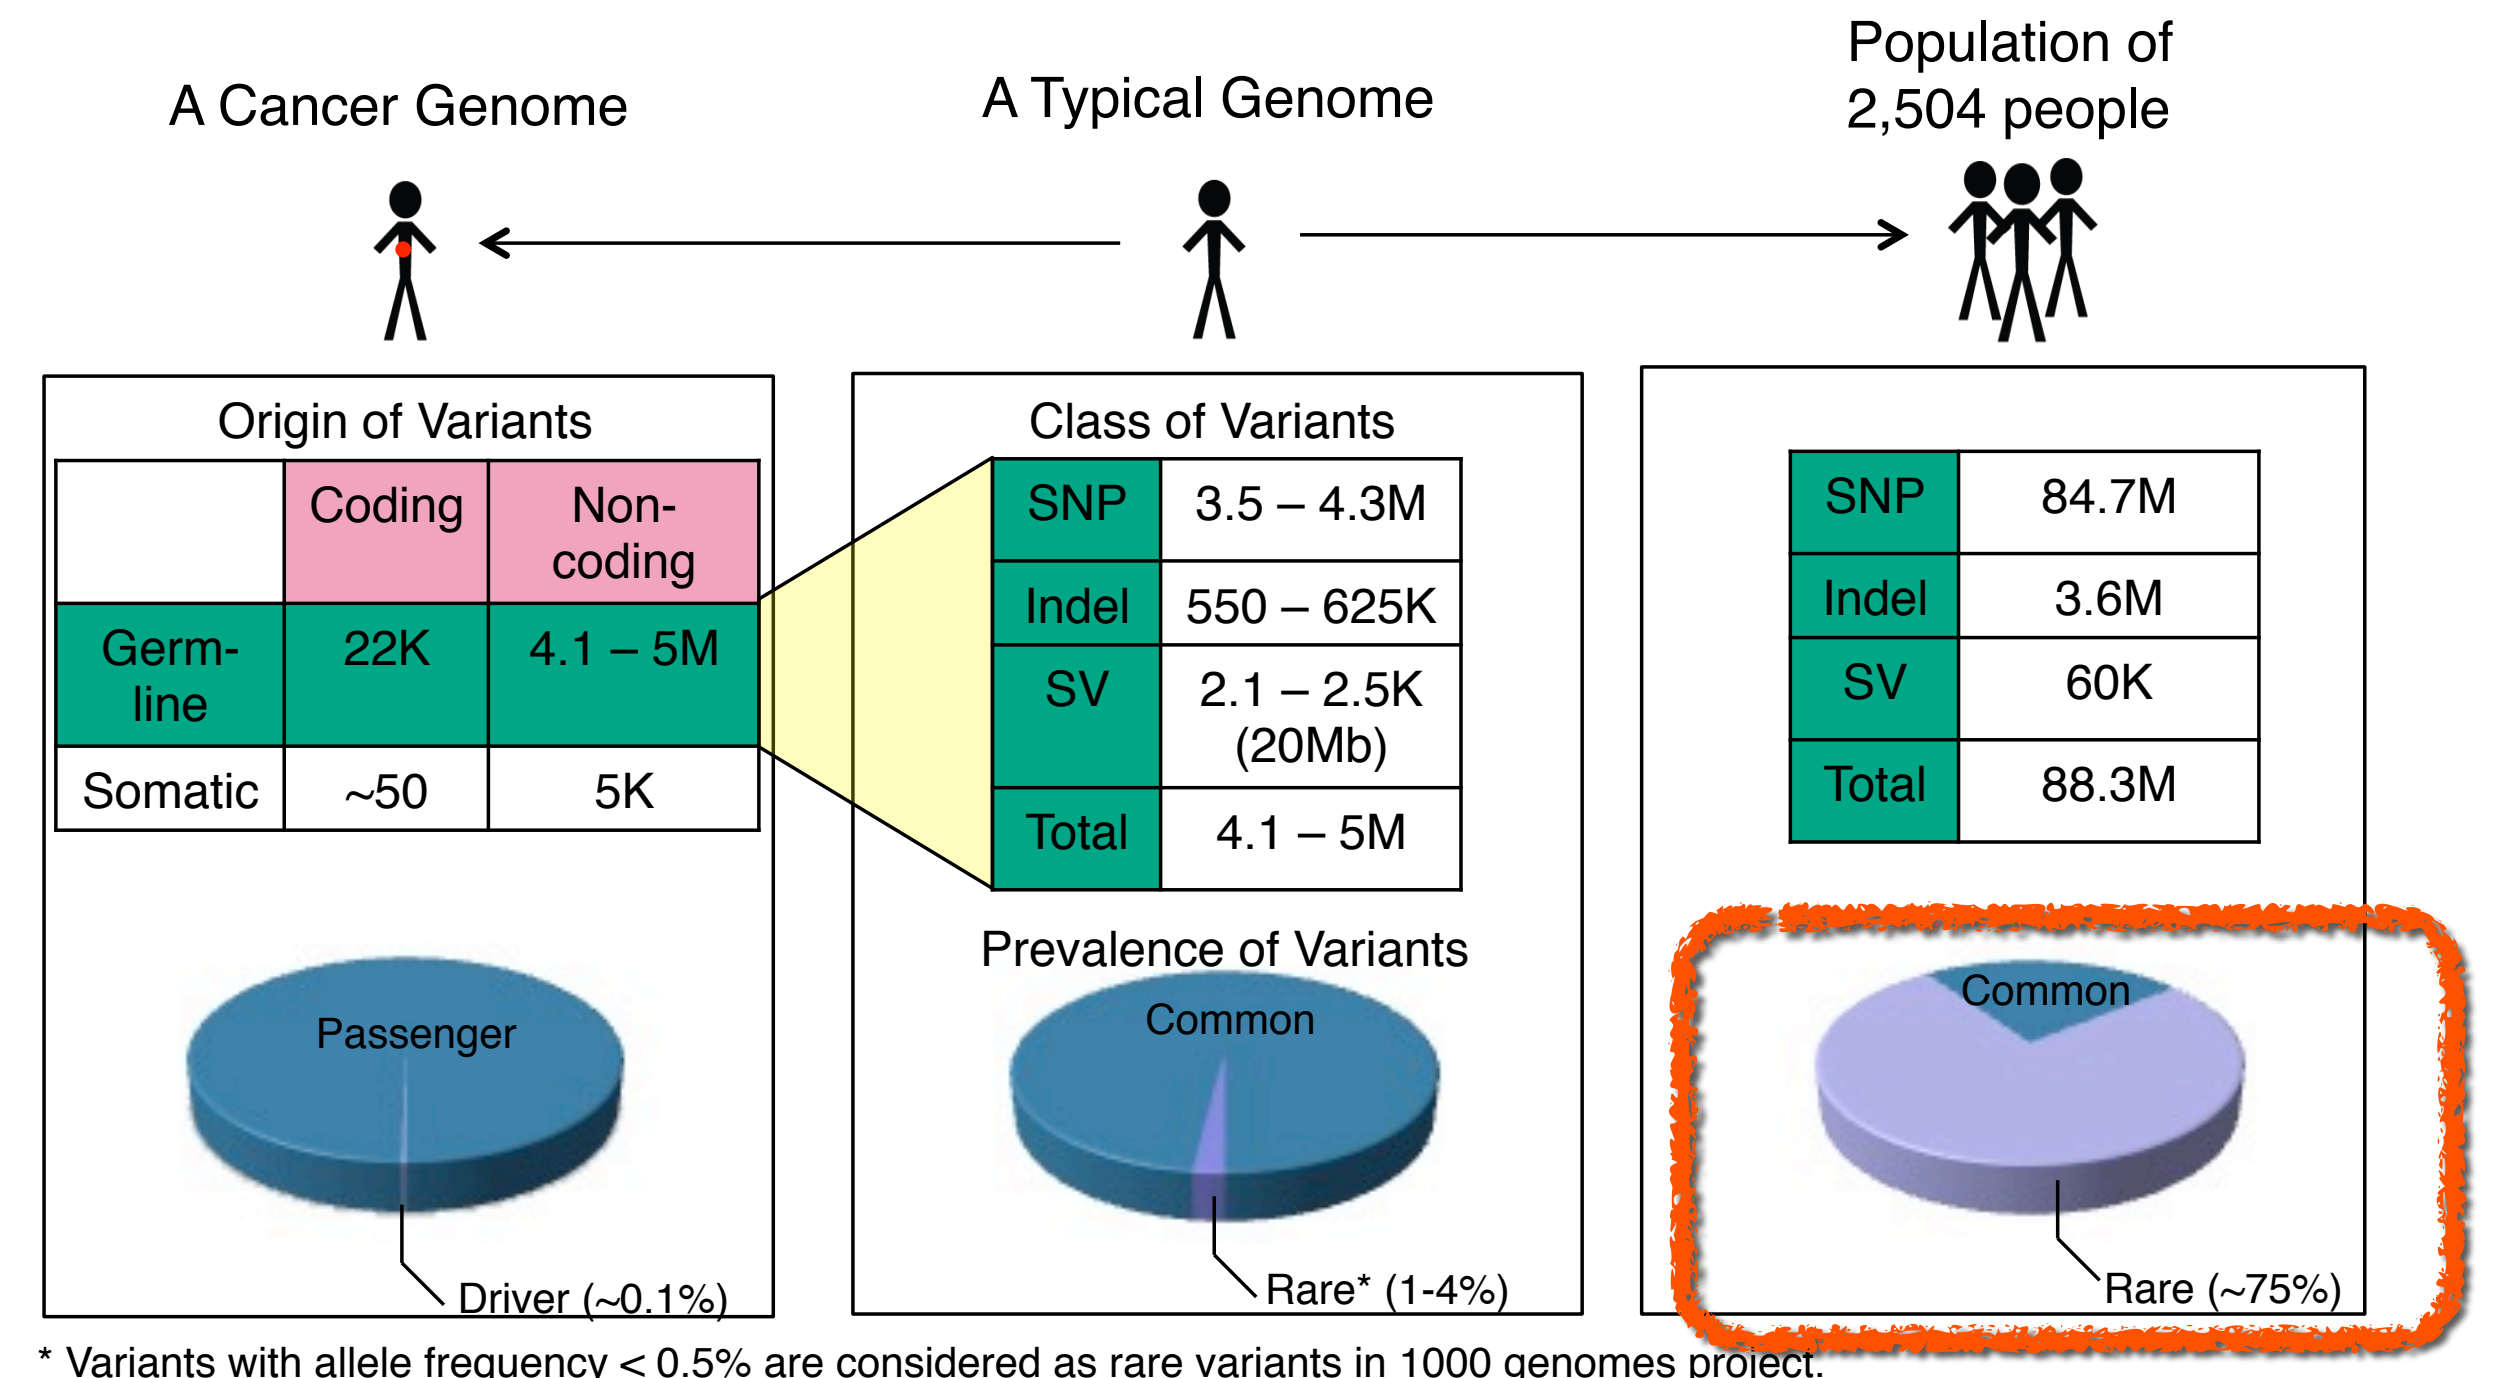 A Cancer Genome
A Typical Genome
Population of
2,504 people
Origin of Variants
Coding
Non-
coding
Germ-
line
22K
4.1 – 5M
Somatic
~50
5K
Passenger
Driver (~0.1%)
Class of Variants
SNP
3.5 – 4.3M
Indel
550 – 625K
SV
2.1 – 2.5K
(20Mb)
Total
4.1 – 5M
Prevalence of Variants
Common
Rare* (1-4%)
SNP
84.7M
Indel
3.6M
SV
60K
Total
88.3M
Common
Rare (~75%)
* Variants with allele frequency < 0.5% are considered as rare variants in 1000 genomes project.